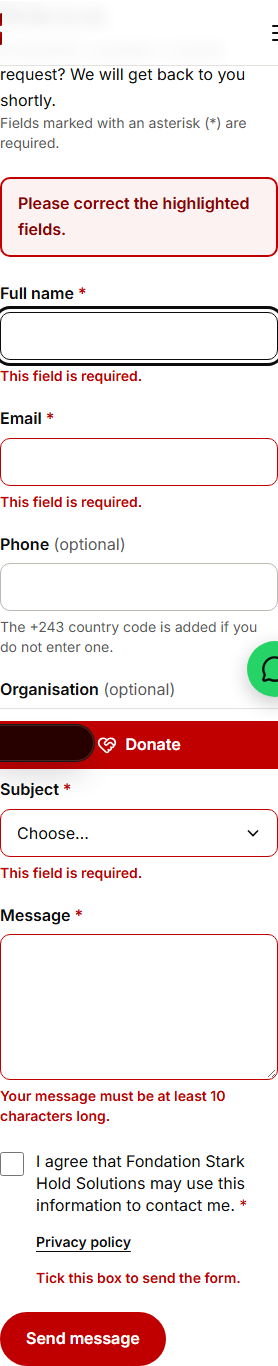 request? We will get back to you
shortly.
Fields marked with an asterisk (*) are
required.
Please correct the highlighted
fields.
Full name *
This field is required.
Email *
This field is required.
Phone (optional)
The +243 country code is added if you
do not enter one.
Organisation (optional)
Donate
Subject *
Choose...
This field is required.
Message *
Your message must be at least 10
characters long.
I agree that Fondation Stark
Hold Solutions may use this
information to contact me. *
Privacy policy
Tick this box to send the form.
Send message